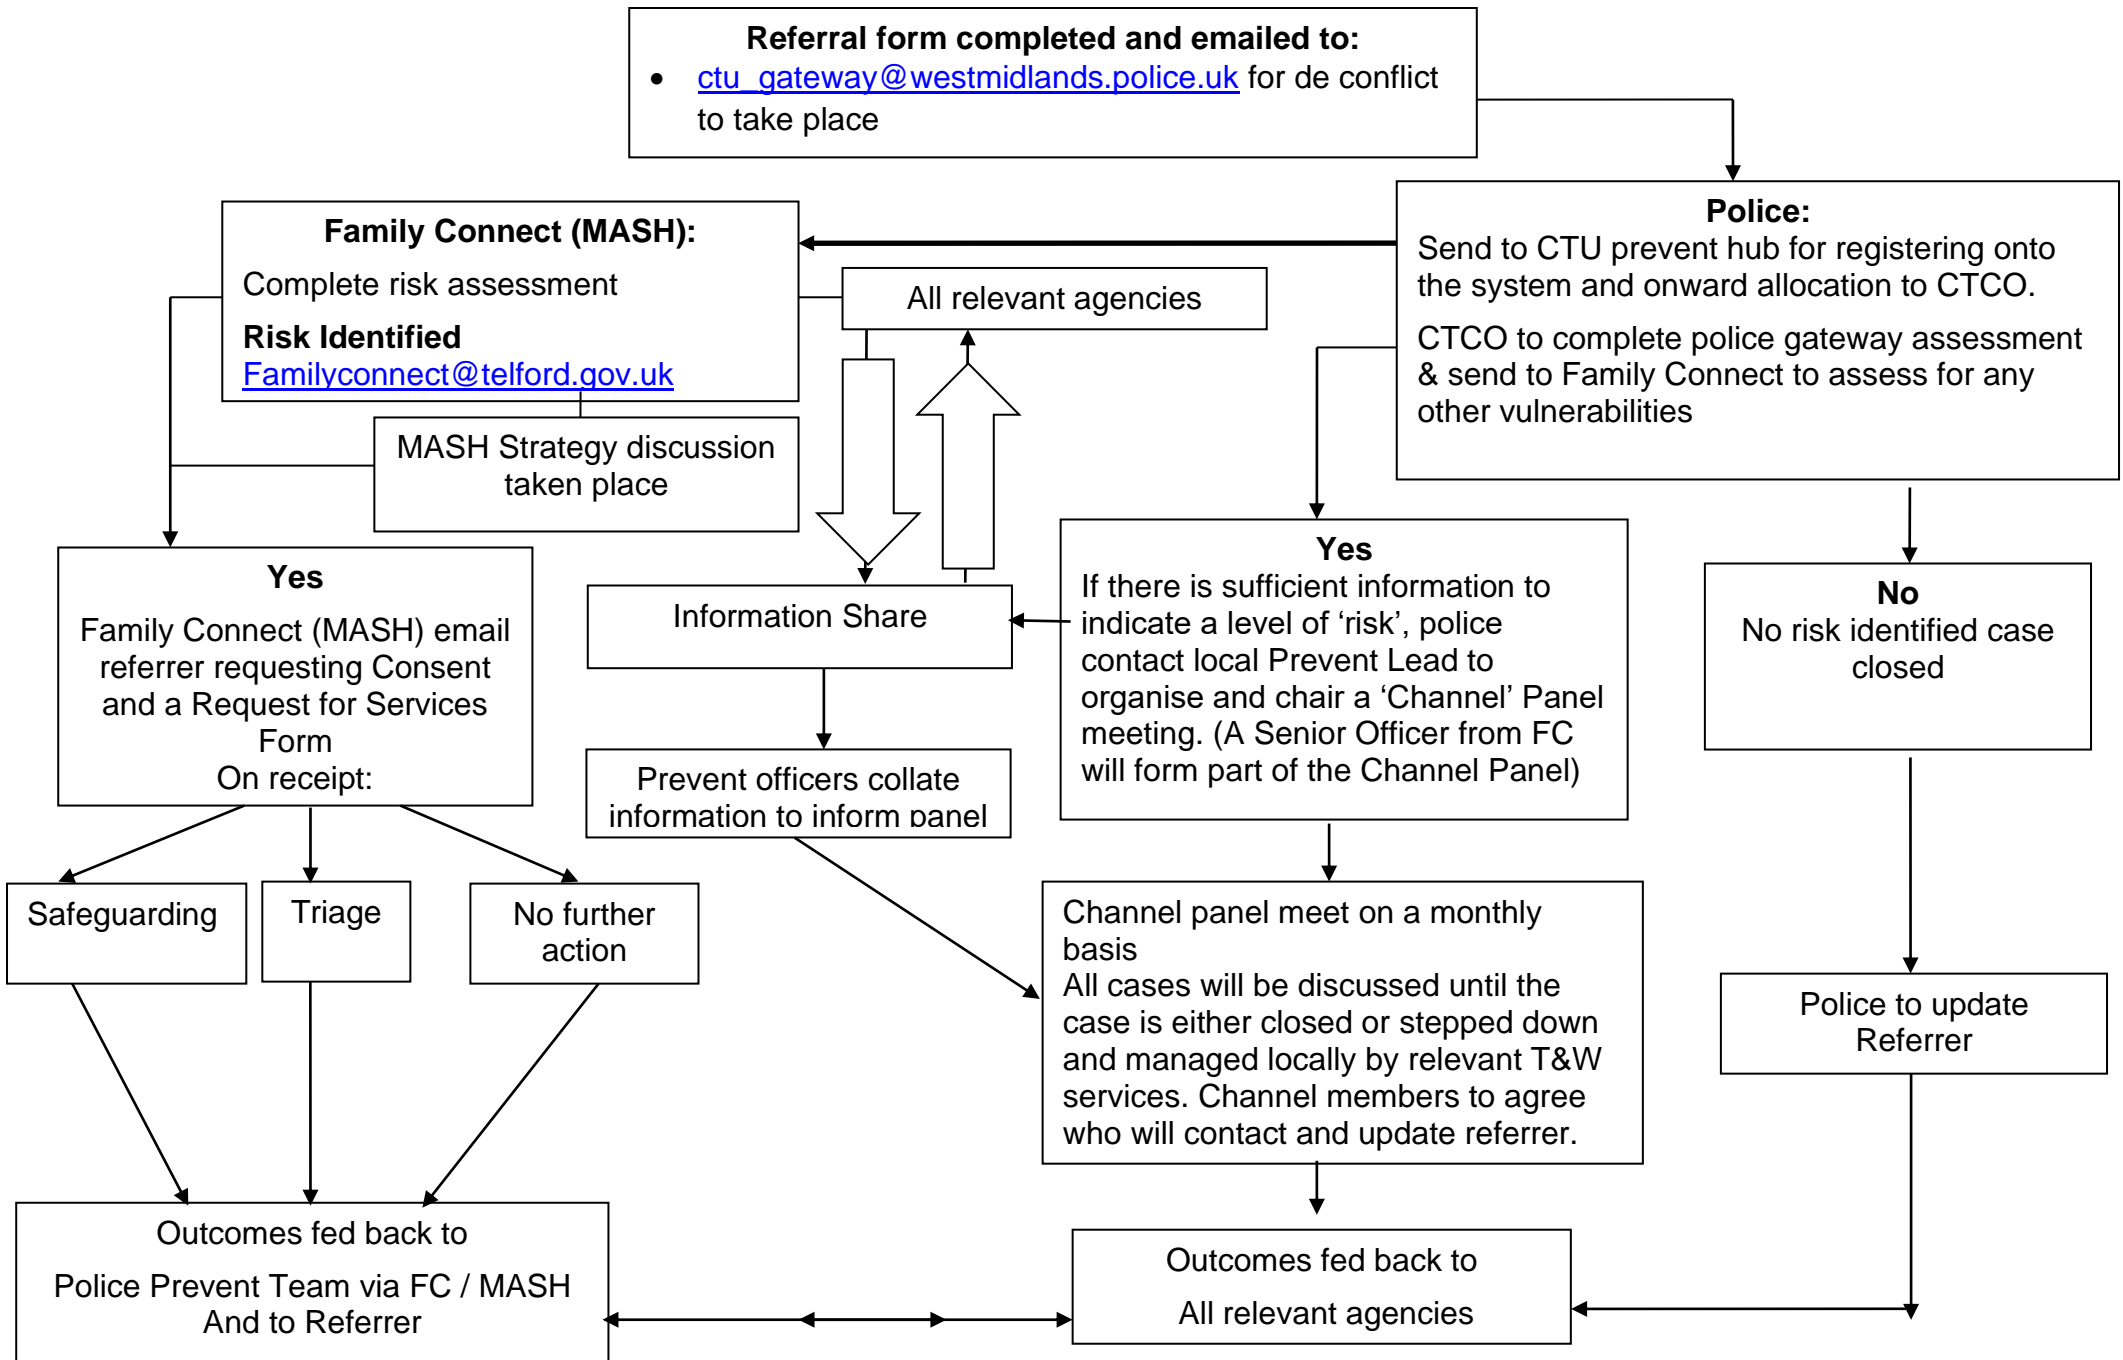 Referral form completed and emailed to:
• ctu_gateway@westmidlands.police.uk for de conflict
to take place
Family Connect (MASH):
Complete risk assessment
Risk Identified
Familyconnect@telford.gov.uk
All relevant agencies
Police:
Send to CTU prevent hub for registering onto
the system and onward allocation to CTCO.
CTCO to complete police gateway assessment
& send to Family Connect to assess for any
other vulnerabilities
MASH Strategy discussion
taken place
Yes
Family Connect (MASH) email
referrer requesting Consent
and a Request for Services
Form
On receipt:
Information Share
Yes
If there is sufficient information to
indicate a level of ‘risk’, police
contact local Prevent Lead to
organise and chair a ‘Channel’ Panel
meeting. (A Senior Officer from FC
will form part of the Channel Panel)
No
No risk identified case
closed
Prevent officers collate
information to inform panel
Safeguarding
Triage
No further
action
Channel panel meet on a monthly
basis
All cases will be discussed until the
case is either closed or stepped down
and managed locally by relevant T&W
services. Channel members to agree
who will contact and update referrer.
Police to update
Referrer
Outcomes fed back to
Police Prevent Team via FC / MASH
And to Referrer
Outcomes fed back to
All relevant agencies